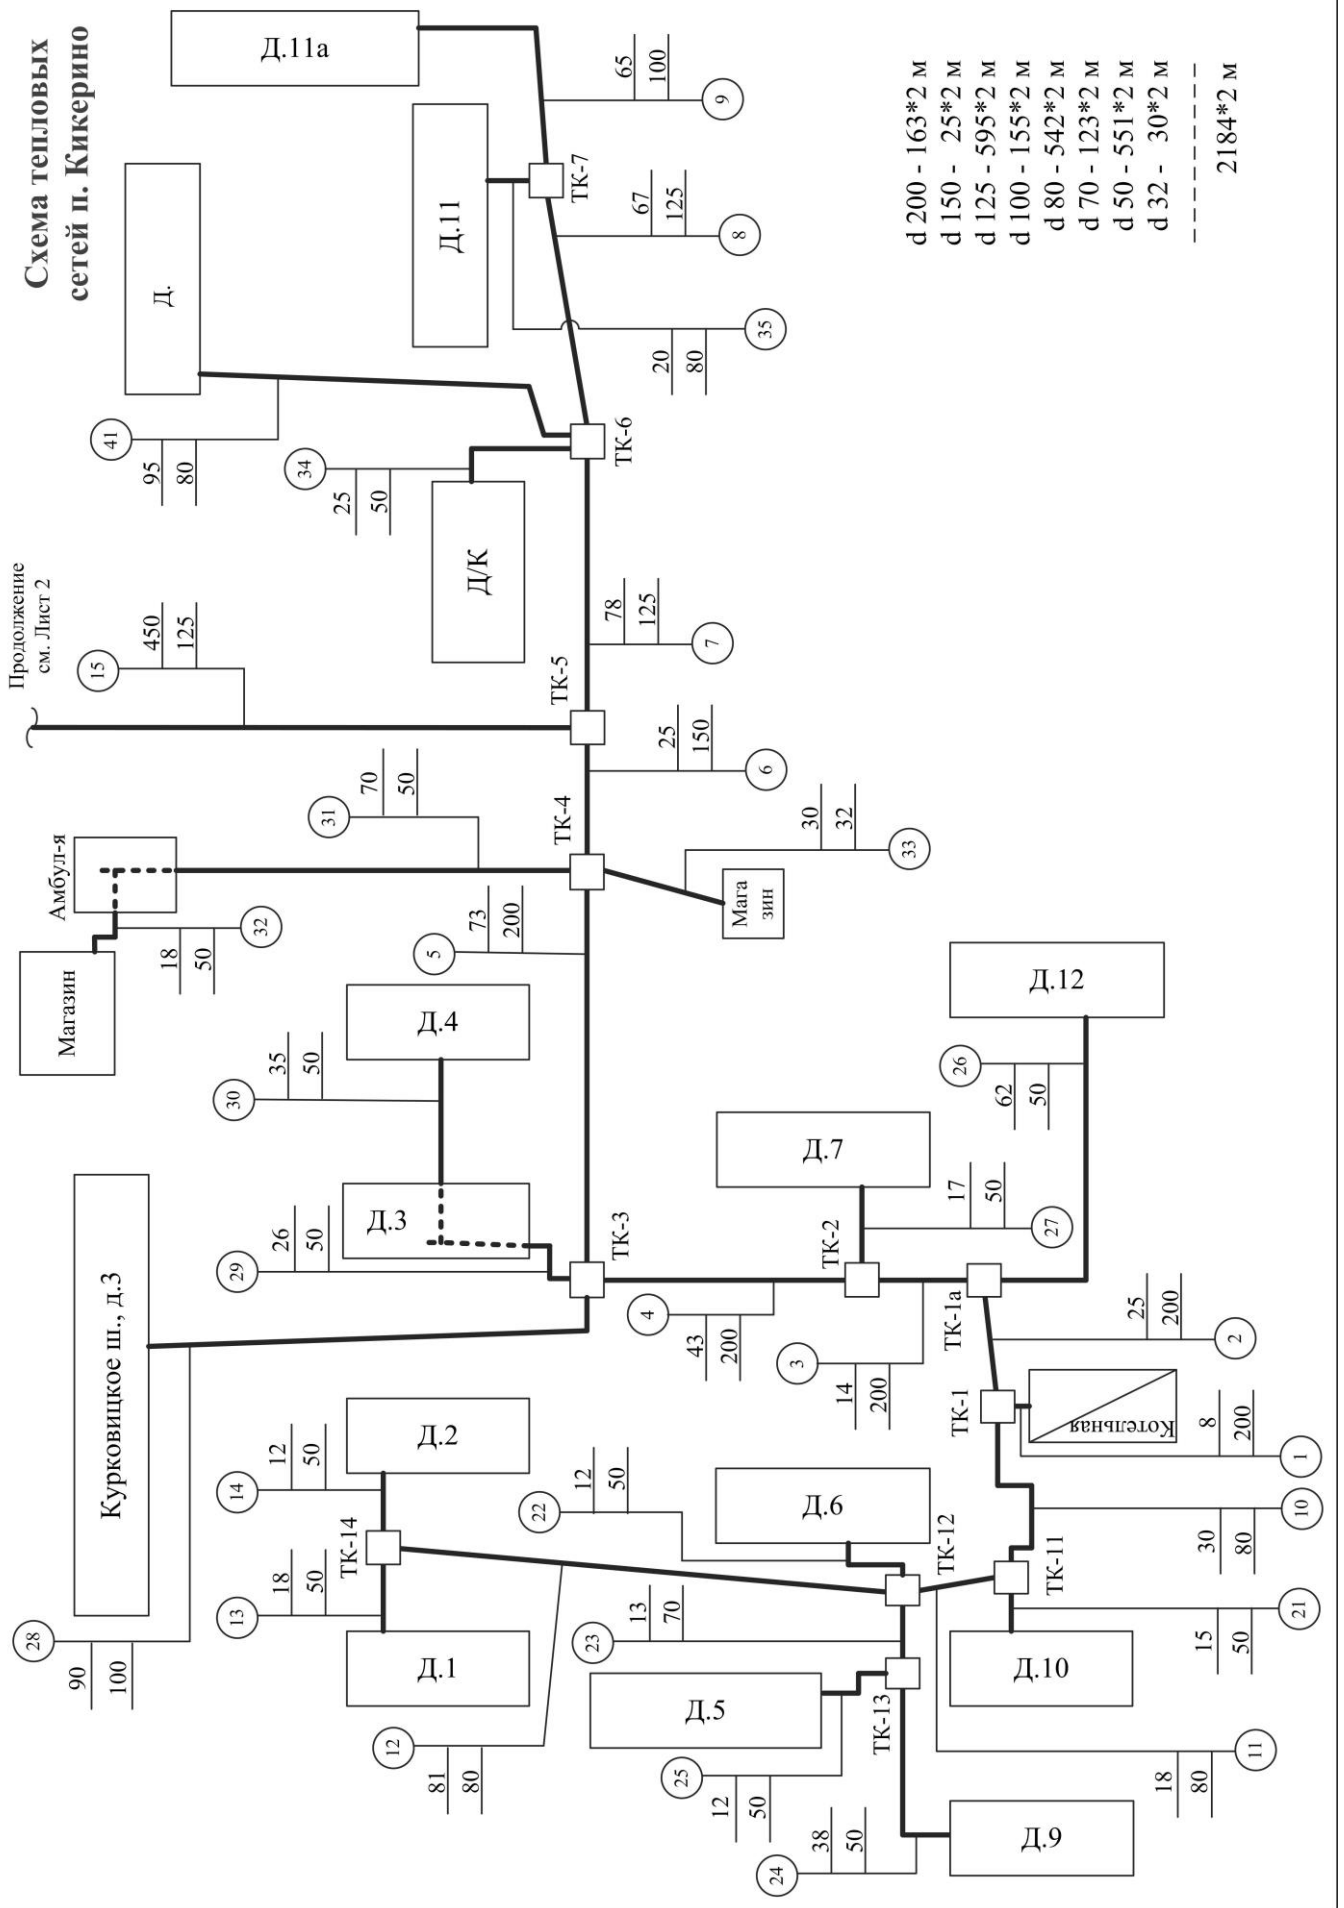 Схема тепловых
сетей п. Кикерино
Д.11а
65
100
9
Д.11
ТК-7
67
125
8
Д.
20
80
35
41
95
80
34
25
50
ТК-6
Д/К
Продолжение
см. Лист 2
15
450
125
78
125
7
ТК-5
25
150
6
31
70
50
ТК-4
30
32
33
Мага
зин
Амбул-я
Магазин
18
50
32
5
73
200
Д.4
30
35
50
Д.3
29
26
50
ТК-3
Курковицкое ш., д.3
28
90
100
Д.12
26
62
50
Д.7
17
50
27
ТК-2
4
43
200
3
14
200
ТК-1а
25
200
2
ТК-1
Котельная
8
200
1
Д.2
14
12
50
ТК-14
13
18
50
Д.1
12
81
80
22
12
50
Д.6
ТК-12
30
80
10
ТК-11
15
50
21
Д.10
23
13
70
Д.5
ТК-13
25
12
50
18
80
11
24
38
50
Д.9
d 200 - 163*2 м
d 150 - 25*2 м
d 125 - 595*2 м
d 100 - 155*2 м
d 80 - 542*2 м
d 70 - 123*2 м
d 50 - 551*2 м
d 32 - 30*2 м
2184*2 м